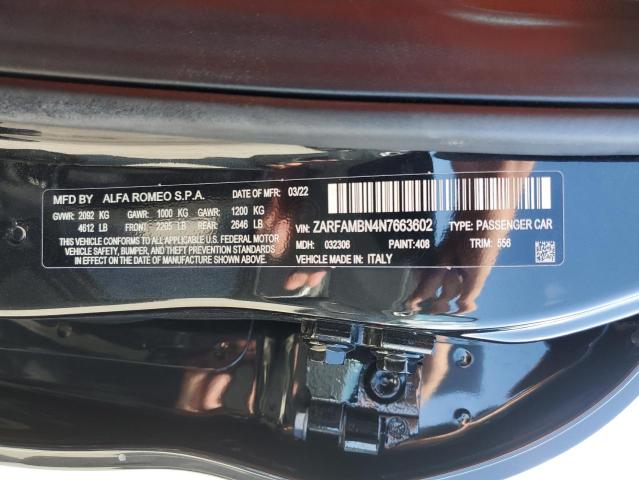 MFD BY ALFA ROMEO S.P.A. DATE OF MFR: 03/22
GVWR: 2092 KG GAWR: 1000 KG GAWR: 1200 KG
4612 LB FRONT: 2205 LB REAR: 2646 LB
THIS VEHICLE CONFORMS TO ALL APPLICABLE U.S. FEDERAL MOTOR
VEHICLE SAFETY, BUMPER, AND THEFT PREVENTION STANDARDS
IN EFFECT ON THE DATE OF MANUFACTURE SHOWN ABOVE.
VIN: ZARFAMBN4N7663602 TYPE: PASSENGER CAR
MDH: 032306 PAINT: 408 TRIM: 556
VEHICLE MADE IN: ITALY